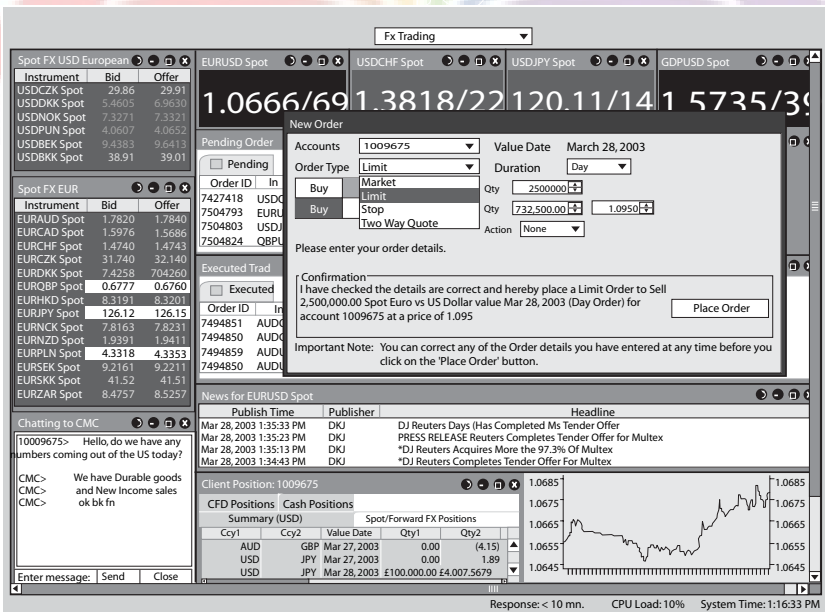 Fx Trading
Spot FX USD European
Instrument Bid Offer
USDCZK Spot 29.86 29.91
USDDKK Spot 5.4605 6.9630
USDNOK Spot 7.3271 7.3321
USDPUN Spot 4.0607 4.0652
USDBEK Spot 9.4383 9.6413
USDBKK Spot 38.91 39.01
EURUSD Spot
1.0666/69
USDCHF Spot
1.3818/22
USDJPY Spot
120.11/14
GDPUSD Spot
1 5735/39
Pending Order
Pending
Order ID In
7427418 USDC
7504793 EURU
7504803 USDJ
7504824 QBPU
New Order
Accounts 1009675 Value Date March 28, 2003
Order Type Limit Duration Day
Market
Limit
Stop
Two Way Quote
Buy Qty 2500000
Buy Qty 732,500.00 1.0950
Action None
Please enter your order details.
Confirmation
I have checked the details are correct and hereby place a Limit Order to Sell
2,500,000.00 Spot Euro vs US Dollar value Mar 28, 2003 (Day Order) for
account 1009675 at a price of 1.095
Place Order
Important Note: You can correct any of the Order details you have entered at any time before you
click on the 'Place Order' button.
Spot FX EUR
Instrument Bid Offer
EURAUD Spot 1.7820 1.7840
EURCAD Spot 1.5976 1.5686
EURCHF Spot 1.4740 1.4743
EURCZK Spot 31.740 32.140
EURDKK Spot 7.4258 704260
EURQBP Spot 0.6777 0.6760
EURHKD Spot 8.3191 8.3201
EURJPY Spot 126.12 126.15
EURNCK Spot 7.8163 7.8231
EURNZD Spot 1.9391 1.9411
EURPLN Spot 4.3318 4.3353
EURSEK Spot 9.2161 9.2211
EURSKK Spot 41.52 41.51
EURZAR Spot 8.4757 8.5257
Executed Trad
Executed
Order ID In
7494851 AUDC
7494850 AUDC
7494859 AUDU
7494850 AUDU
News for EURUSD Spot
Publish Time Publisher Headline
Mar 28, 2003 1:35:33 PM DKJ DJ Reuters Days (Has Completed Ms Tender Offer
Mar 28, 2003 1:35:23 PM DKJ PRESS RELEASE Reuters Completes Tender Offer for Multex
Mar 28, 2003 1:35:13 PM DKJ *DJ Reuters Acquires More the 97.3% Of Multex
Mar 28, 2003 1:34:43 PM DKJ *DJ Reuters Completes Tender Offer For Multex
Chatting to CMC
10009675> Hello, do we have any
numbers coming out of the US today?
CMC> We have Durable goods
CMC> and New Income sales
CMC> ok bk fn
Enter message: Send Close
Client Position: 1009675
CFD Positions Cash Positions
Summary (USD) Spot/Forward FX Positions
Ccy1 Ccy2 Value Date Qty1 Qty2
AUD GBP Mar 27, 2003 0.00 (4.15)
USD JPY Mar 27, 2003 0.00 1.89
USD JPY Mar 28, 2003 £100.000.00 £4.007.5679
1.0685 1.0685
1.0675 1.0675
1.0665 1.0665
1.0655 1.0655
1.0645 1.0645
Response: < 10 mn. CPU Load: 10% System Time: 1:16:33 PM